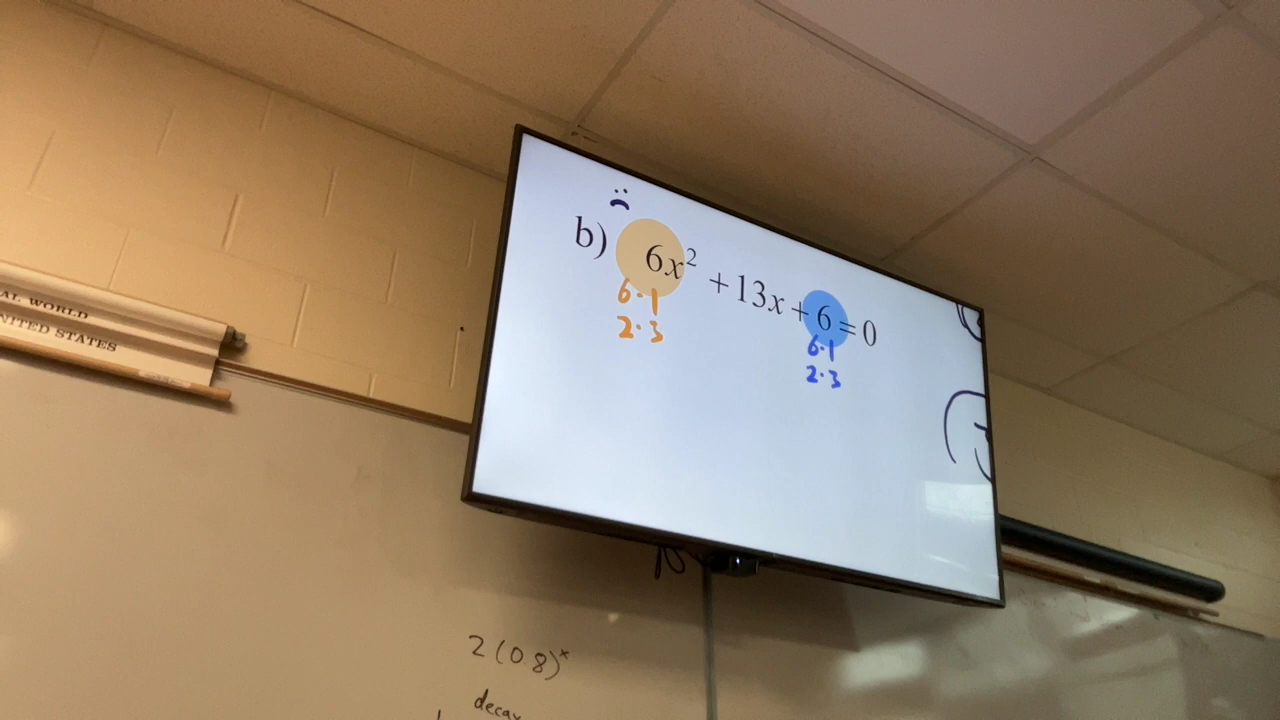 AL WORLD
NITED STATES
b) 6x² + 13x + 6 = 0
6·1 6·1
2·3 2·3
2(0.8)ˣ
decay